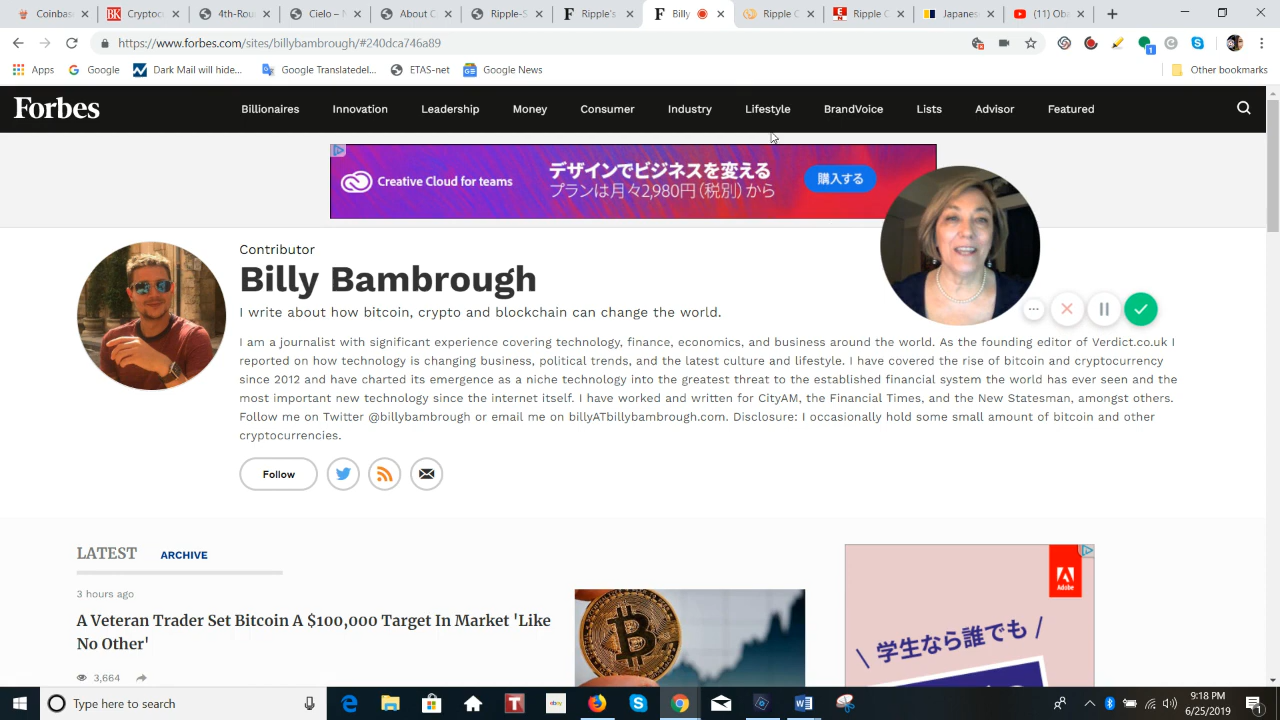 Coinbas
Crypto
4th-Rou
Cielo – N
About C
Ripple-S
Ripple's
Billy
Ripple C
Ripple C
Japanes
(11) Oba
https://www.forbes.com/sites/billybambrough/#240dca746a89
1
Apps
Google
Dark Mail will hide...
Google Translatedel...
ETAS-net
Google News
Other bookmarks
Forbes
Billionaires
Innovation
Leadership
Money
Consumer
Industry
Lifestyle
BrandVoice
Lists
Advisor
Featured
Creative Cloud for teams
デザインでビジネスを変える
プランは月々2,980円(税別)から
購入する
Contributor
Billy Bambrough
I write about how bitcoin, crypto and blockchain can change the world.
I am a journalist with significant experience covering technology, finance, economics, and business around the world. As the founding editor of Verdict.co.uk I
reported on how technology is changing business, political trends, and the latest culture and lifestyle. I have covered the rise of bitcoin and cryptocurrency
since 2012 and have charted its emergence as a niche technology into the greatest threat to the established financial system the world has ever seen and the
most important new technology since the internet itself. I have worked and written for CityAM, the Financial Times, and the New Statesman, amongst others.
Follow me on Twitter @billybambrough or email me on billyATbillybambrough.com. Disclosure: I occasionally hold some small amount of bitcoin and other
cryptocurrencies.
Follow
LATEST
ARCHIVE
3 hours ago
A Veteran Trader Set Bitcoin A $100,000 Target In Market 'Like
No Other'
3,664
Adobe
\ 学生なら誰でも /
Type here to search
9:18 PM
6/25/2019
1